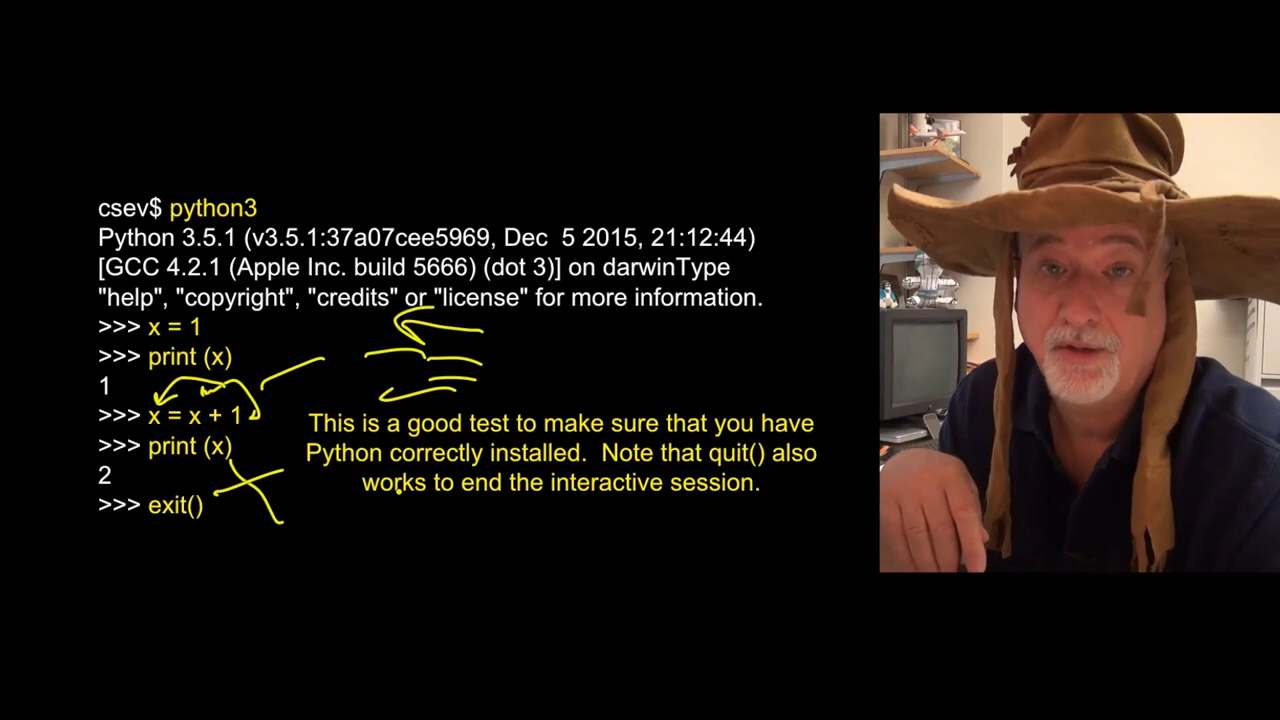 csev$ python3
Python 3.5.1 (v3.5.1:37a07cee5969, Dec  5 2015, 21:12:44)
[GCC 4.2.1 (Apple Inc. build 5666) (dot 3)] on darwinType
"help", "copyright", "credits" or "license" for more information.
>>> x = 1
>>> print (x)
1
>>> x = x + 1
>>> print (x)
2
>>> exit()
This is a good test to make sure that you have
Python correctly installed.  Note that quit() also
works to end the interactive session.